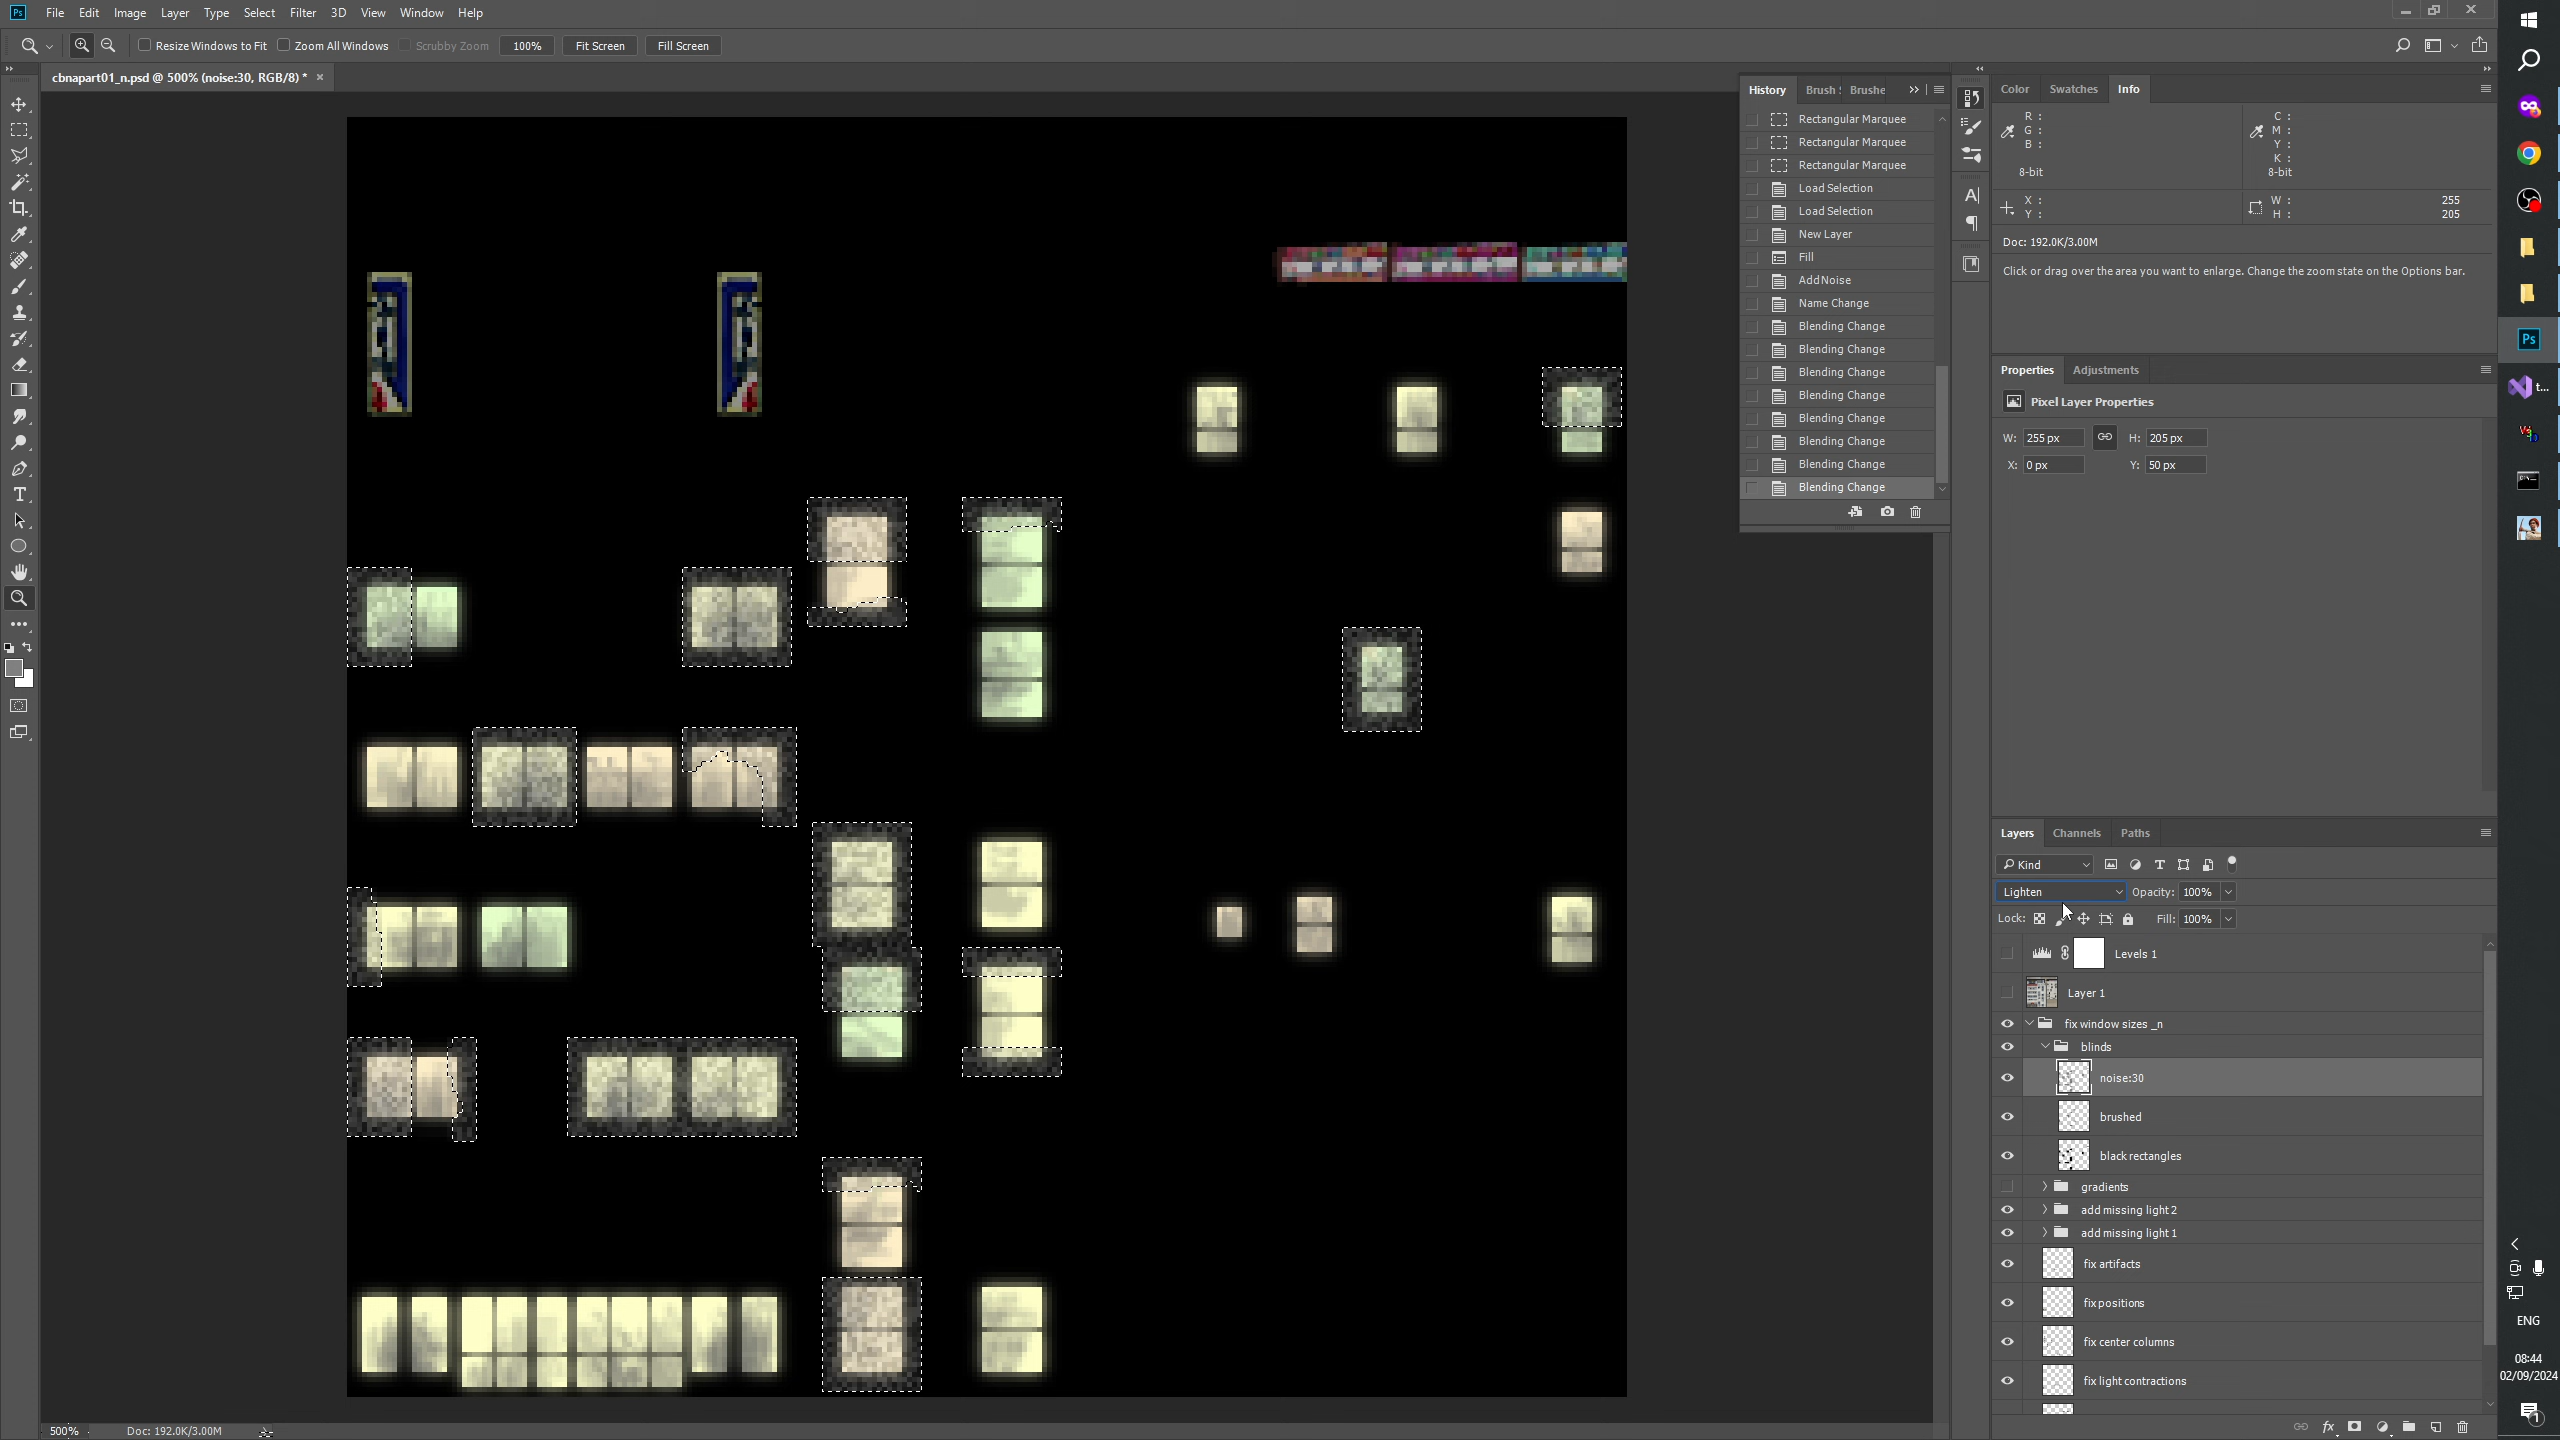 Ps File Edit Image Layer Type Select Filter 3D View Window Help
Resize Windows to Fit Zoom All Windows Scrubby Zoom 100% Fit Screen Fill Screen
cbnapart01_n.psd @ 500% (noise:30, RGB/8) * ×
History Brush Brushe
Rectangular Marquee
Rectangular Marquee
Rectangular Marquee
Load Selection
Load Selection
New Layer
Fill
Add Noise
Name Change
Blending Change
Blending Change
Blending Change
Blending Change
Blending Change
Blending Change
Blending Change
Blending Change
Color Swatches Info
R : C :
G : M :
B : Y :
K :
8-bit 8-bit
X : W : 255
Y : H : 205
Doc: 192.0K/3.00M
Click or drag over the area you want to enlarge. Change the zoom state on the Options bar.
Properties Adjustments
Pixel Layer Properties
W: 255 px H: 205 px
X: 0 px Y: 50 px
Layers Channels Paths
Kind
Lighten Opacity: 100%
Lock: Fill: 100%
Levels 1
Layer 1
fix window sizes _n
blinds
noise:30
brushed
black rectangles
gradients
add missing light 2
add missing light 1
fix artifacts
fix positions
fix center columns
fix light contractions
500% Doc: 192.0K/3.00M
Ps
t...
ENG
08:44
02/09/2024
1